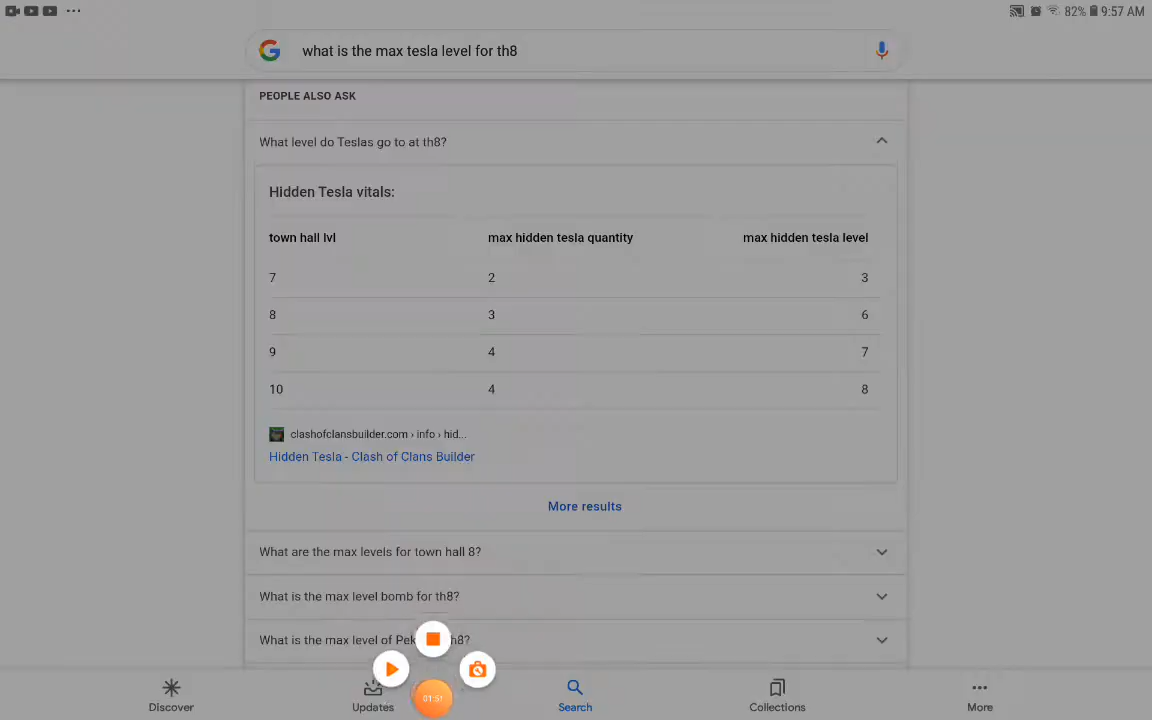 82% 9:57 AM
what is the max tesla level for th8
PEOPLE ALSO ASK
What level do Teslas go to at th8?
Hidden Tesla vitals:
town hall lvl max hidden tesla quantity max hidden tesla level
7 2 3
8 3 6
9 4 7
10 4 8
clashofclansbuilder.com › info › hid...
Hidden Tesla - Clash of Clans Builder
More results
What are the max levels for town hall 8?
What is the max level bomb for th8?
What is the max level of Pek h8?
01:51
Discover Updates Search Collections More